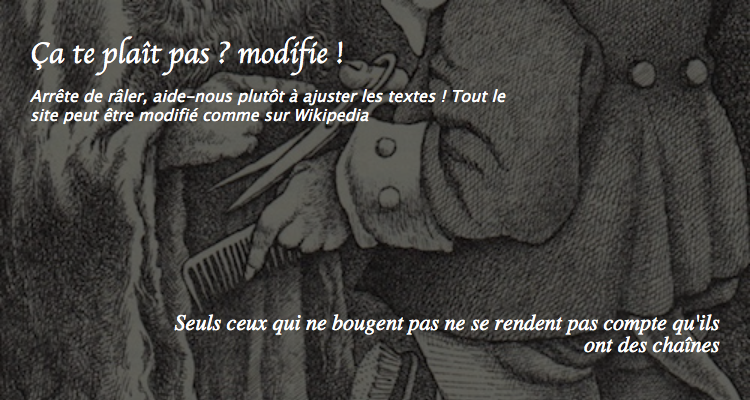 Ça te plaît pas ? modifie !
Arrête de râler, aide-nous plutôt à ajuster les textes ! Tout le
site peut être modifié comme sur Wikipedia
Seuls ceux qui ne bougent pas ne se rendent pas compte qu'ils
ont des chaînes